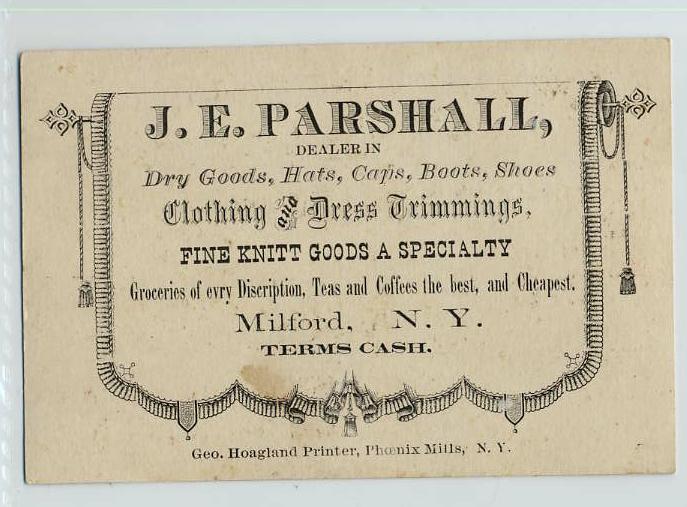 J. E. PARSHALL,
DEALER IN
Dry Goods, Hats, Caps, Boots, Shoes
Clothing and Dress Trimmings,
FINE KNITT GOODS A SPECIALTY
Groceries of evry Discription, Teas and Coffees the best, and Cheapest.
Milford, N. Y.
TERMS CASH.
Geo. Hoagland Printer, Phœnix Mills, N. Y.